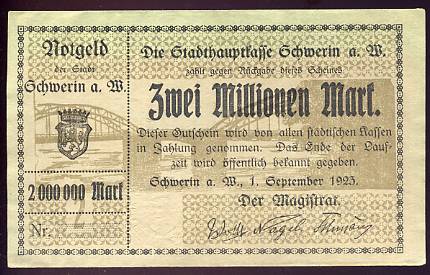 Notgeld
der Stadt
Schwerin a. W.
2 000 000 Mark
Nr.
Die Stadthauptkasse Schwerin a. W.
zahlt gegen Rückgabe dieses Scheines
Zwei Millionen Mark.
Dieser Gutschein wird von allen städtischen Kassen
in Zahlung genommen. Das Ende der Lauf-
zeit wird öffentlich bekannt gegeben.
Schwerin a. W., 1. September 1923.
Der Magistrat.